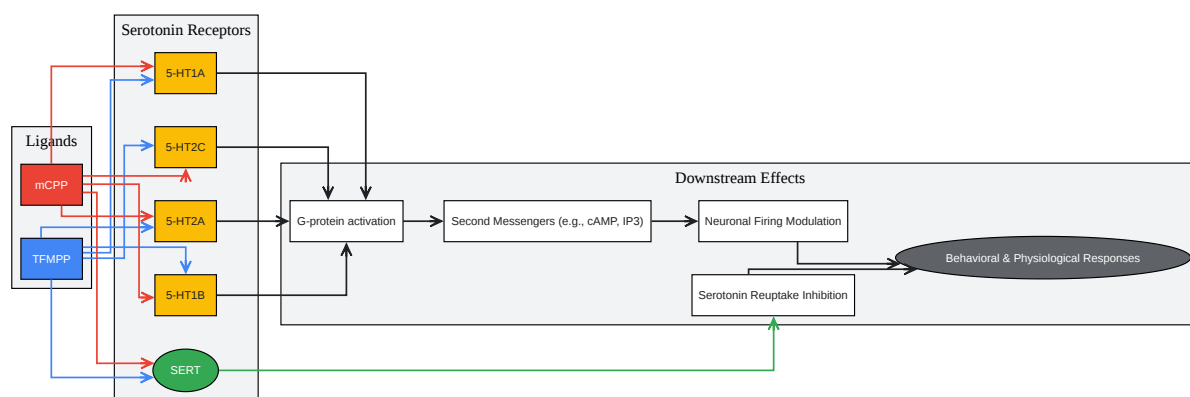 Serotonin Receptors
5-HT1A
Ligands
5-HT2C
mCPP
Downstream Effects
5-HT2A
G-protein activation
Second Messengers (e.g., cAMP, IP3)
Neuronal Firing Modulation
TFMPP
Behavioral & Physiological Responses
5-HT1B
Serotonin Reuptake Inhibition
SERT